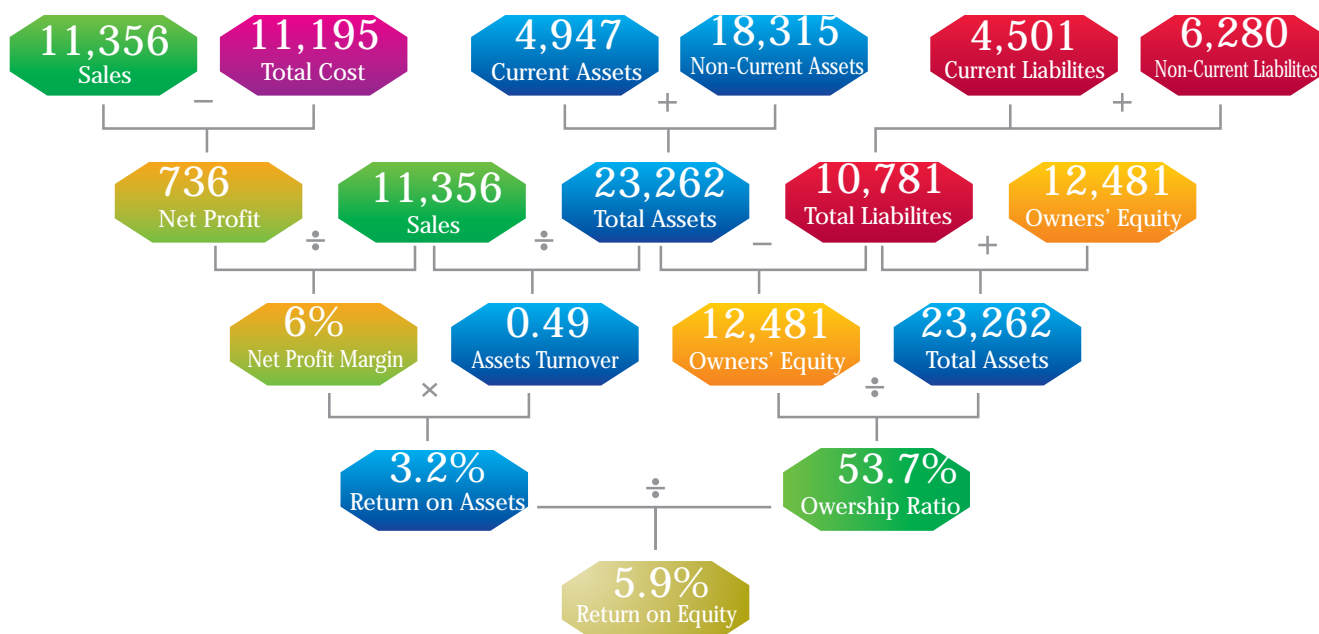 11,356
Sales
11,195
Total Cost
4,947
Current Assets
18,315
Non-Current Assets
4,501
Current Liabilites
6,280
Non-Current Liabilites
−
+
+
736
Net Profit
11,356
Sales
23,262
Total Assets
10,781
Total Liabilites
12,481
Owners' Equity
÷
÷
−
+
6%
Net Profit Margin
0.49
Assets Turnover
12,481
Owners' Equity
23,262
Total Assets
×
÷
3.2%
Return on Assets
53.7%
Owership Ratio
÷
5.9%
Return on Equity